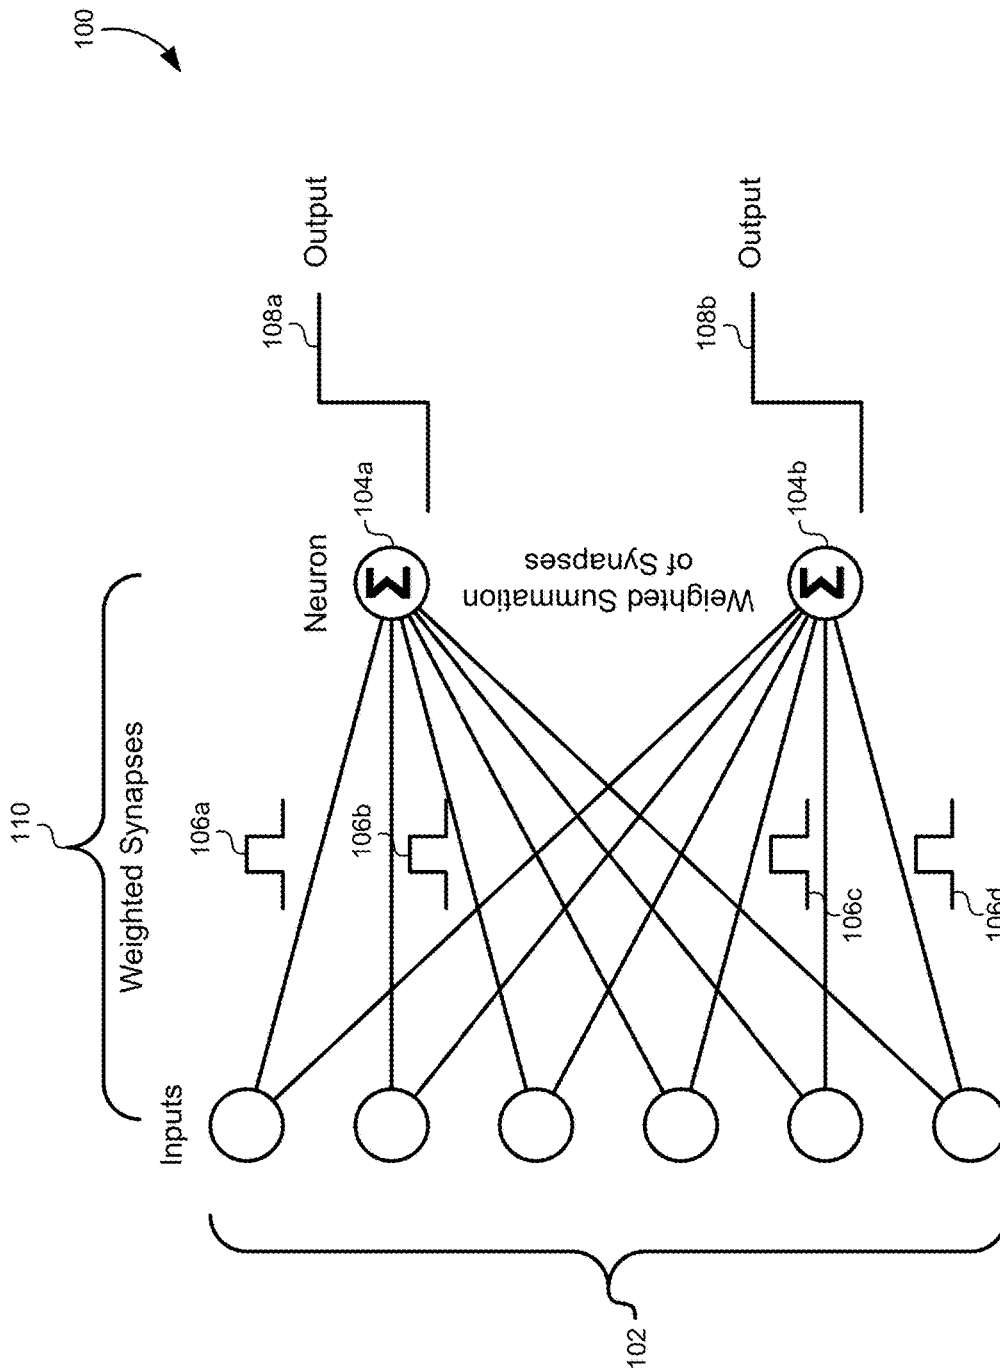 100
110
Weighted Synapses
Inputs
Neuron
106a
106b
106c
106d
104a
Σ
Weighted Summation
of Synapses
104b
Σ
108a
Output
108b
Output
102